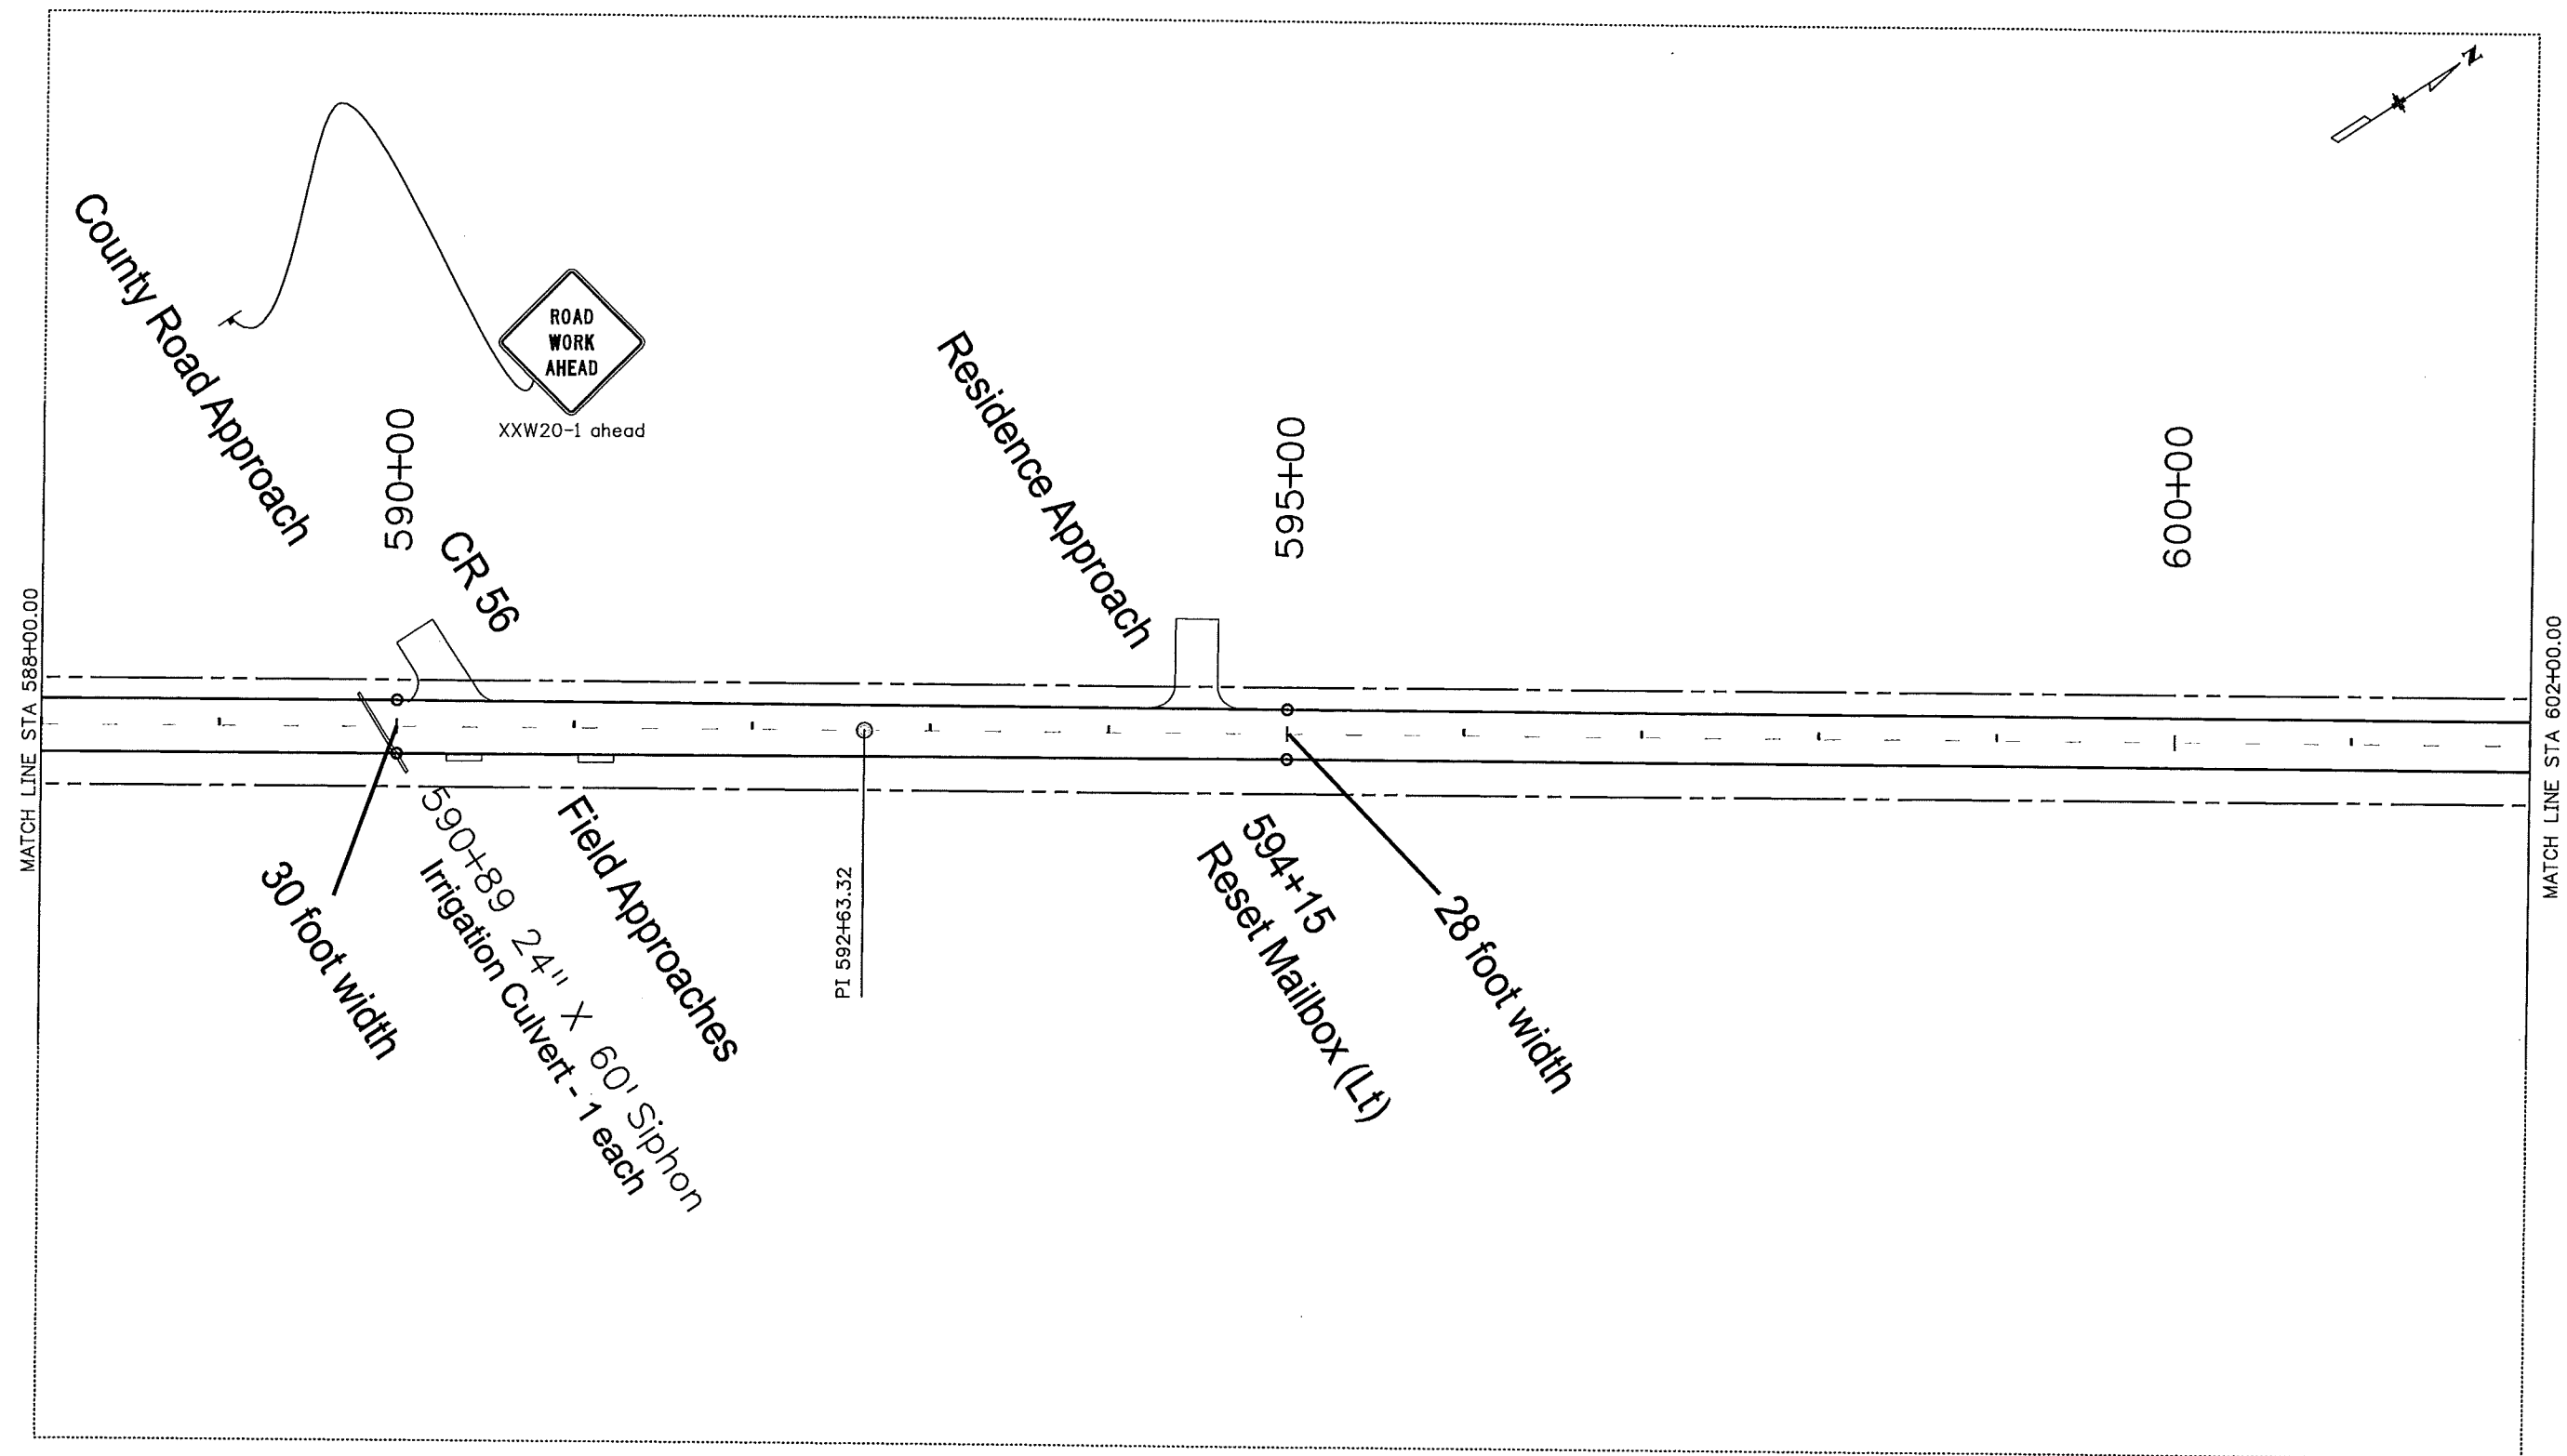 N
County Road Approach
ROAD
WORK
AHEAD
XXW20-1 ahead
590+00
CR 56
Residence Approach
595+00
600+00
MATCH LINE STA 588+00.00
MATCH LINE STA 602+00.00
30 foot width
590+89 24" X 60' Siphon
Irrigation Culvert - 1 each
Field Approaches
PI 592+63.32
594+15
Reset Mailbox (Lt)
28 foot width